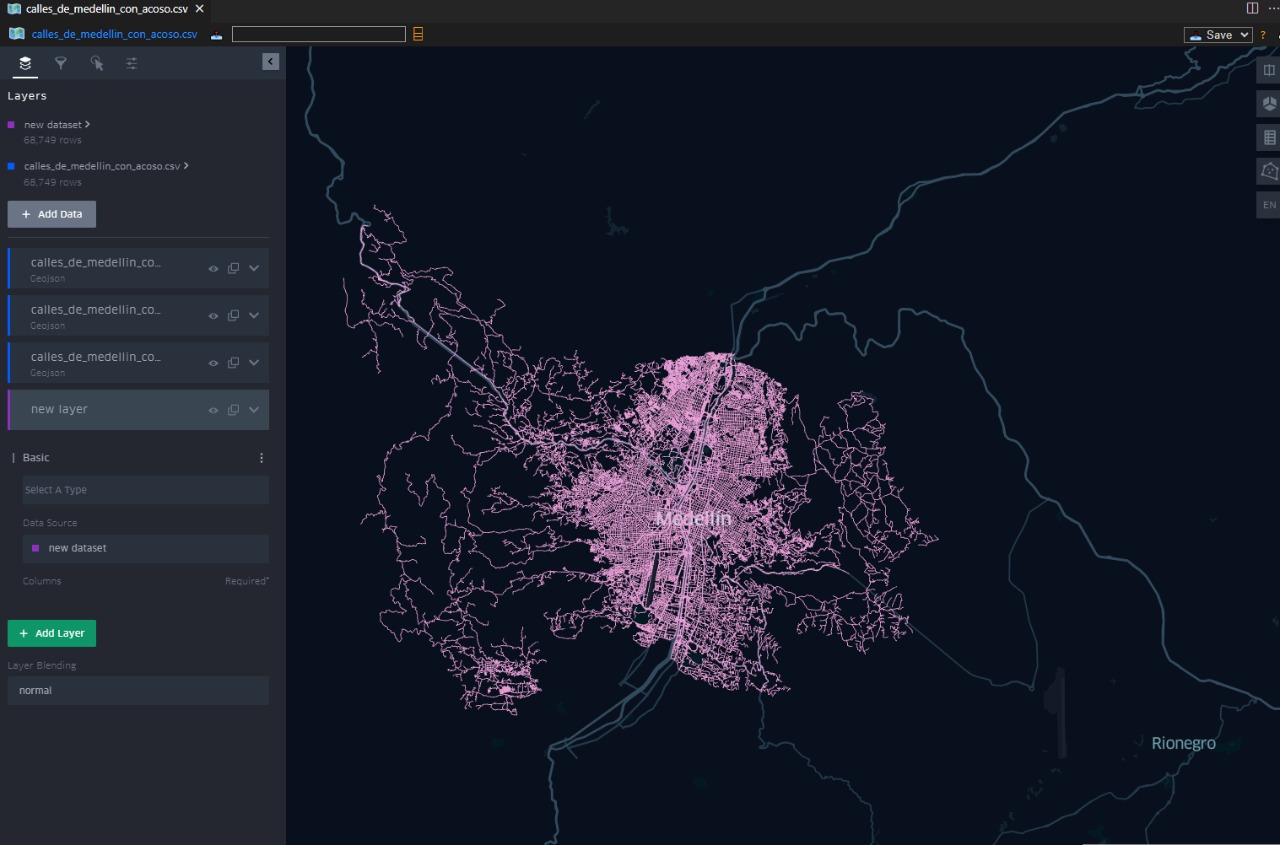 calles_de_medellin_con_acoso.csv
calles_de_medellin_con_acoso.csv
Save
?
Layers
new dataset
68,749 rows
calles_de_medellin_con_acoso.csv
68,749 rows
+ Add Data
calles_de_medellin_co...
Geojson
calles_de_medellin_co...
Geojson
calles_de_medellin_co...
Geojson
new layer
Basic
Select A Type
Data Source
new dataset
Columns Required*
+ Add Layer
Layer Blending
normal
EN
Medellín
Rionegro